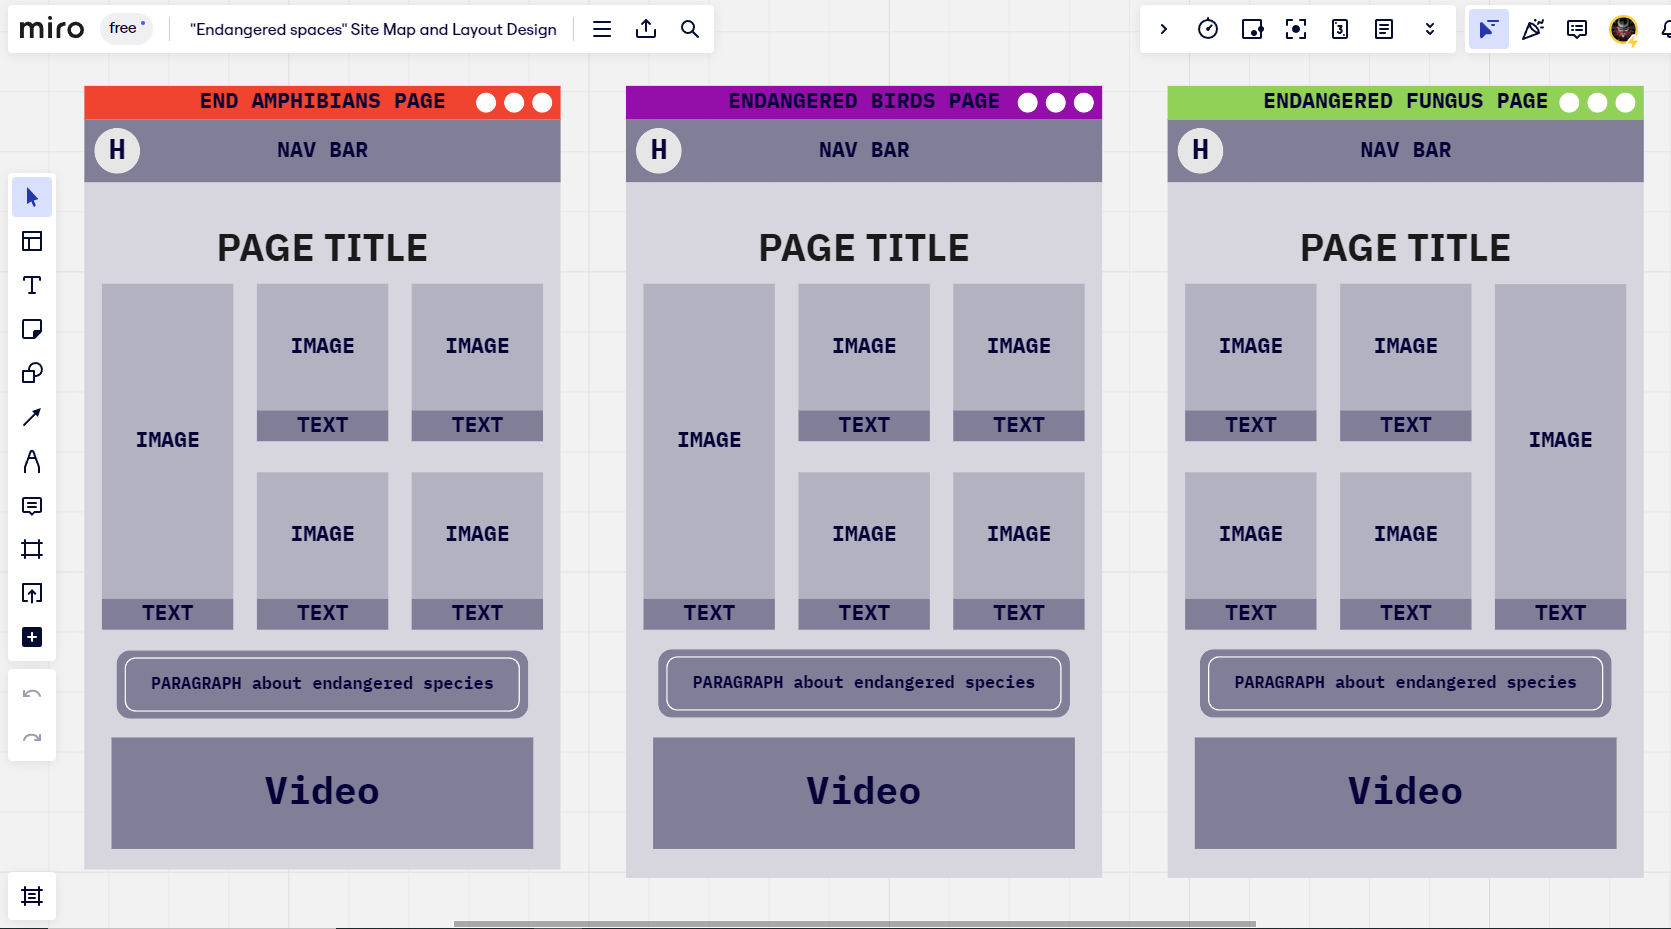 miro free "Endangered spaces" Site Map and Layout Design
3
END AMPHIBIANS PAGE
H NAV BAR
PAGE TITLE
IMAGE IMAGE
TEXT TEXT
IMAGE
IMAGE IMAGE
TEXT TEXT TEXT
PARAGRAPH about endangered species
Video
ENDANGERED BIRDS PAGE
H NAV BAR
PAGE TITLE
IMAGE IMAGE
TEXT TEXT
IMAGE
IMAGE IMAGE
TEXT TEXT TEXT
PARAGRAPH about endangered species
Video
ENDANGERED FUNGUS PAGE
H NAV BAR
PAGE TITLE
IMAGE IMAGE
TEXT TEXT
IMAGE
IMAGE IMAGE
TEXT TEXT TEXT
PARAGRAPH about endangered species
Video